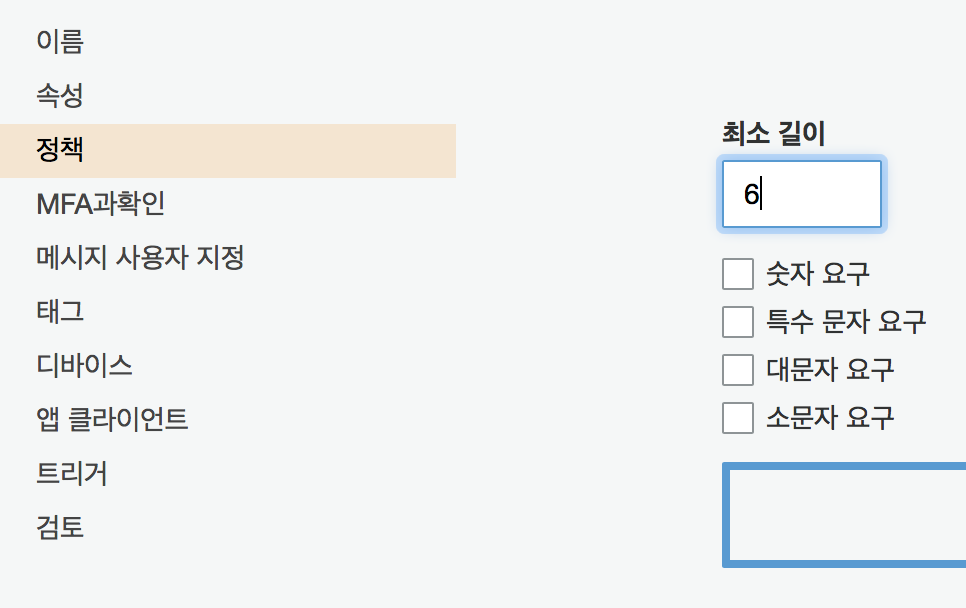 이름
속성
정책
MFA과확인
메시지 사용자 지정
태그
디바이스
앱 클라이언트
트리거
검토
최소 길이
6
숫자 요구
특수 문자 요구
대문자 요구
소문자 요구